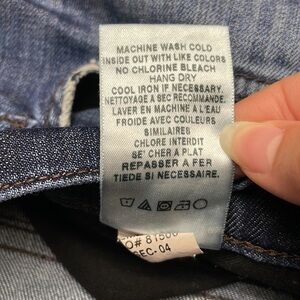 MACHINE WASH COLD
INSIDE OUT WITH LIKE COLORS
NO CHLORINE BLEACH
HANG DRY
COOL IRON IF NECESSARY.
NETTOYAGE A SEC RECOMMANDE.
LAVER EN MACHINE A L'EAU
FROIDE AVEC COULEURS
SIMILAIRES
CHLORE INTERDIT
SE' CHER A PLAT
REPASSER A FER
TIEDE SI NECESSAIRE.
SEC-04